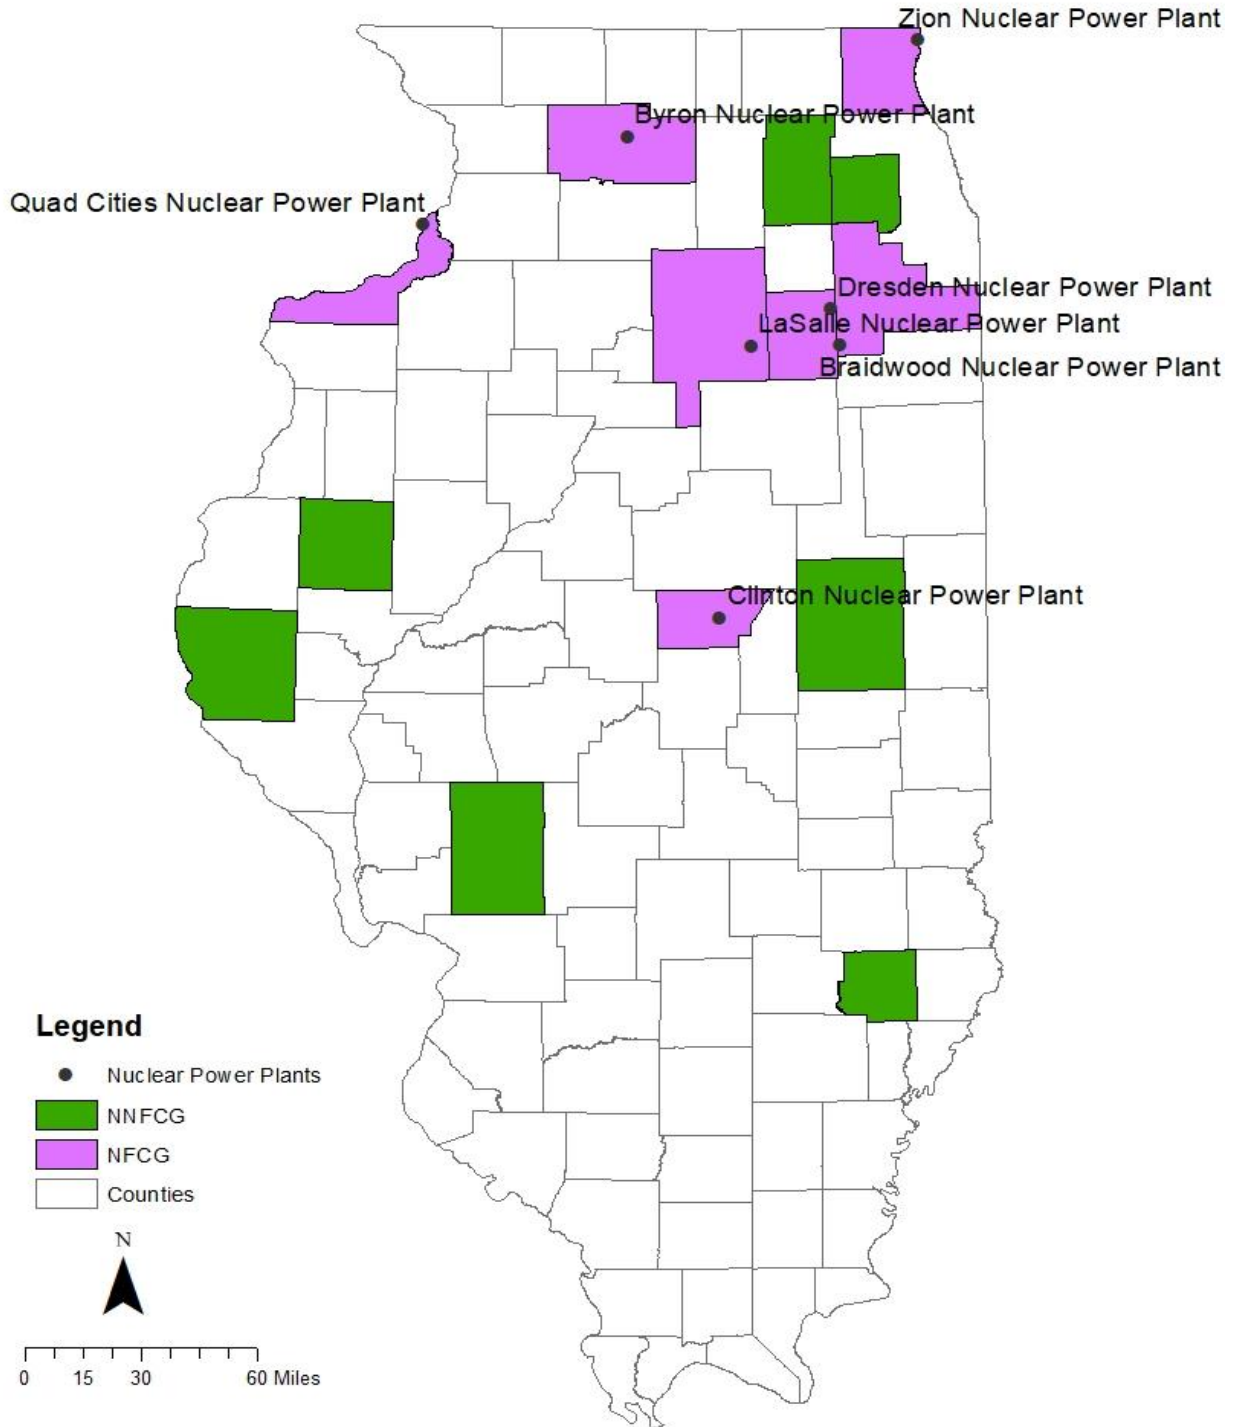 Zion Nuclear Power Plant
Byron Nuclear Power Plant
Quad Cities Nuclear Power Plant
Dresden Nuclear Power Plant
LaSalle Nuclear Power Plant
Braidwood Nuclear Power Plant
Clinton Nuclear Power Plant
Legend
Nuclear Power Plants
NNFCG
NFCG
Counties
N
0 15 30 60 Miles